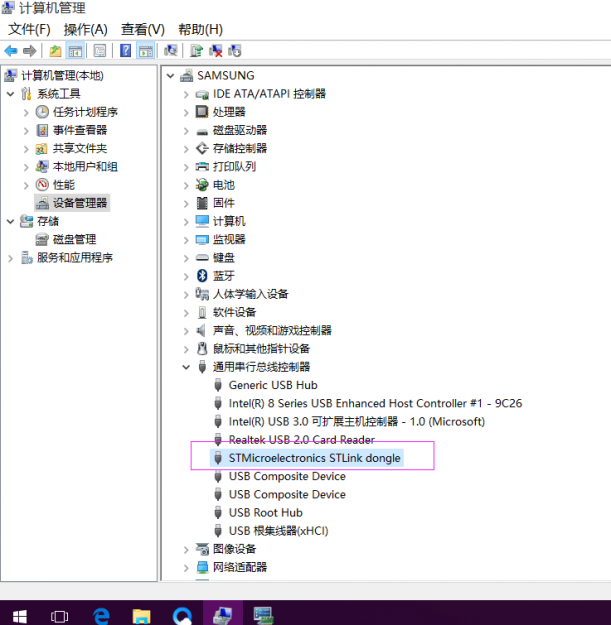 计算机管理
文件(F) 操作(A) 查看(V) 帮助(H)
计算机管理(本地)
系统工具
任务计划程序
事件查看器
共享文件夹
本地用户和组
性能
设备管理器
存储
磁盘管理
服务和应用程序
SAMSUNG
IDE ATA/ATAPI 控制器
处理器
磁盘驱动器
存储控制器
打印队列
电池
固件
计算机
监视器
键盘
蓝牙
人体学输入设备
软件设备
声音、视频和游戏控制器
鼠标和其他指针设备
通用串行总线控制器
Generic USB Hub
Intel(R) 8 Series USB Enhanced Host Controller #1 - 9C26
Intel(R) USB 3.0 可扩展主机控制器 - 1.0 (Microsoft)
Realtek USB 2.0 Card Reader
STMicroelectronics STLink dongle
USB Composite Device
USB Composite Device
USB Root Hub
USB 根集线器(xHCI)
图像设备
网络适配器